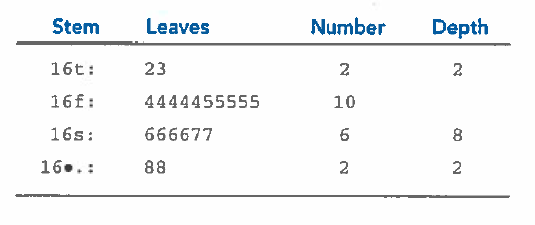 Stem Leaves Number Depth
16t: 23 2 2
16f: 4444455555 10
16s: 666677 6 8
16•.: 88 2 2